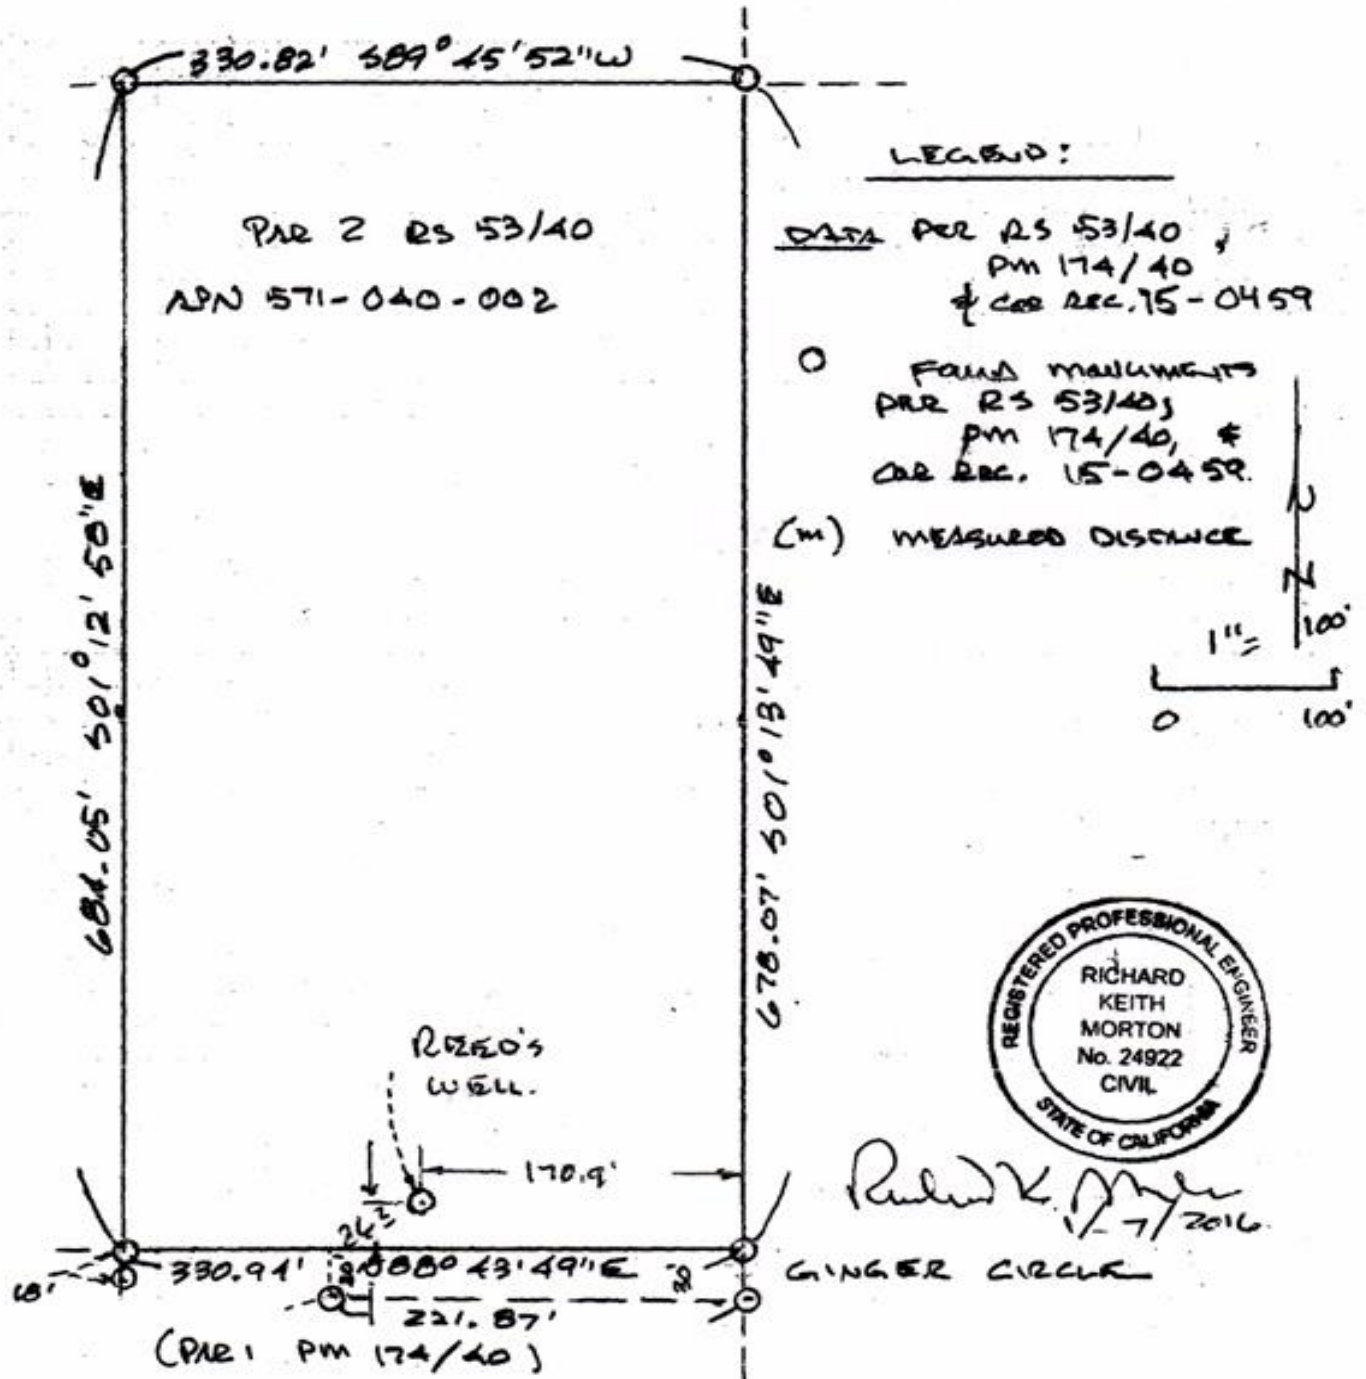 330.82' S89°45'52"W
LEGEND:
PAR 2 RS 53/40
APN 571-040-002
DATA PER RS 53/40,
PM 174/40
& COR REC. 15-0459
O FOUND MONUMENTS
PER RS 53/40,
PM 174/40, &
COR REC. 15-0459.
(M) MEASURED DISTANCE
N
1"= 100'
0 100'
684.05' S01°12'58"E
678.07' S01°13'49"E
REGISTERED PROFESSIONAL ENGINEER
RICHARD
KEITH
MORTON
No. 24922
CIVIL
STATE OF CALIFORNIA
REED'S
WELL.
170.9'
1/7/2016
GINGER CIRCLE
330.94' S88°43'49"E
30
221.87'
(PAR 1 PM 174/40)